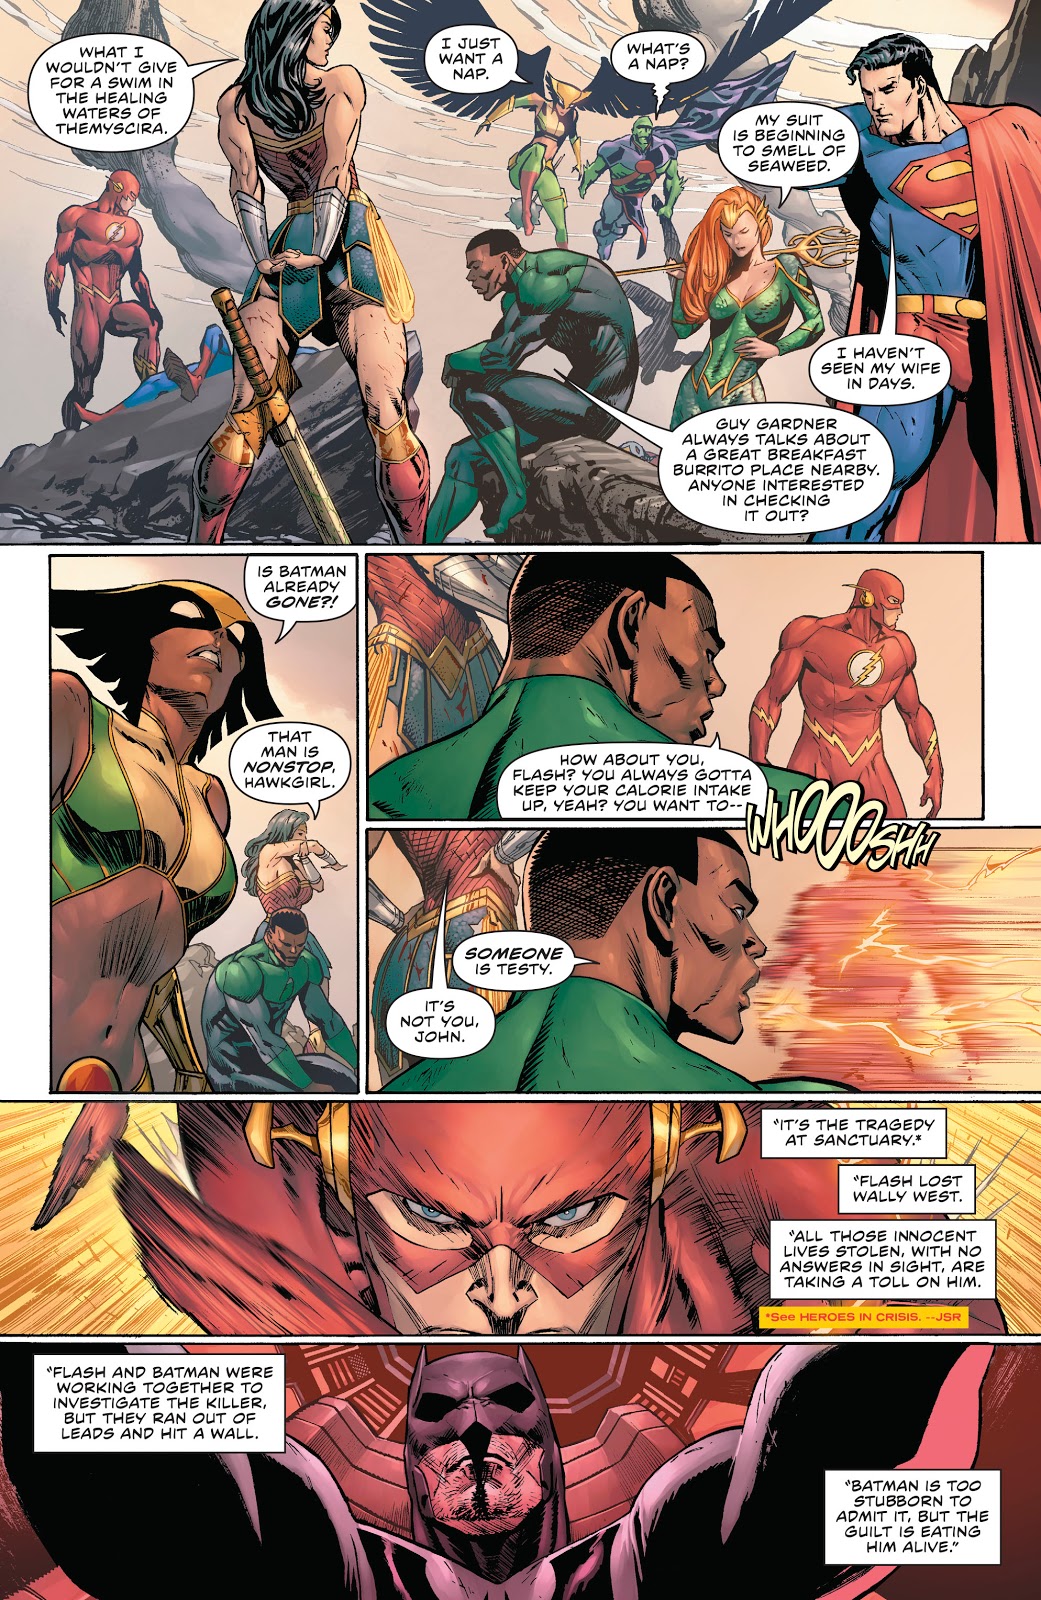 WHAT I
WOULDN'T GIVE
FOR A SWIM IN
THE HEALING
WATERS OF
THEMYSCIRA.
I JUST
WANT A
NAP.
WHAT'S
A NAP?
MY SUIT
IS BEGINNING
TO SMELL OF
SEAWEED.
I HAVEN'T
SEEN MY WIFE
IN DAYS.
GUY GARDNER
ALWAYS TALKS ABOUT
A GREAT BREAKFAST
BURRITO PLACE NEARBY.
ANYONE INTERESTED
IN CHECKING
IT OUT?
IS BATMAN
ALREADY
GONE?!
THAT
MAN IS
NONSTOP,
HAWKGIRL.
HOW ABOUT YOU,
FLASH? YOU ALWAYS GOTTA
KEEP YOUR CALORIE INTAKE
UP, YEAH? YOU WANT TO--
WHOOOSHH
SOMEONE
IS TESTY.
IT'S
NOT YOU,
JOHN.
"IT'S THE TRAGEDY
AT SANCTUARY.*
"FLASH LOST
WALLY WEST.
"ALL THOSE INNOCENT
LIVES STOLEN, WITH NO
ANSWERS IN SIGHT, ARE
TAKING A TOLL ON HIM.
*See HEROES IN CRISIS. --JSR
"FLASH AND BATMAN WERE
WORKING TOGETHER TO
INVESTIGATE THE KILLER,
BUT THEY RAN OUT OF
LEADS AND HIT A WALL.
"BATMAN IS TOO
STUBBORN TO
ADMIT IT, BUT THE
GUILT IS EATING
HIM ALIVE."